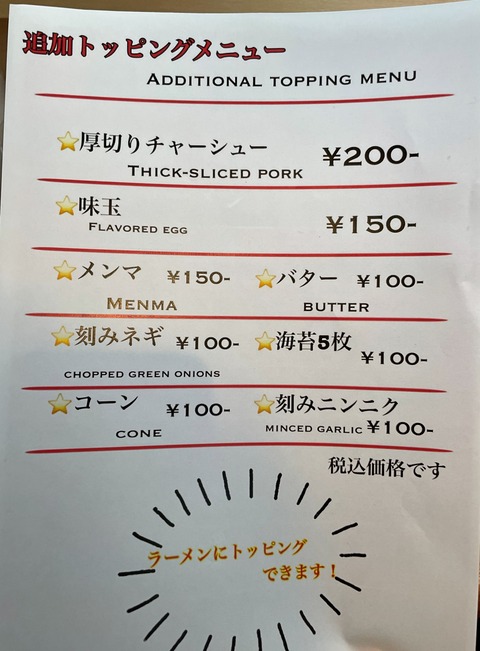 追加トッピングメニュー
ADDITIONAL TOPPING MENU
厚切りチャーシュー ¥200-
THICK-SLICED PORK
味玉 ¥150-
FLAVORED EGG
メンマ ¥150- バター ¥100-
MENMA BUTTER
刻みネギ ¥100- 海苔5枚 ¥100-
CHOPPED GREEN ONIONS
コーン ¥100- 刻みニンニク
CONE MINCED GARLIC ¥100-
税込価格です
ラーメンにトッピング
できます!